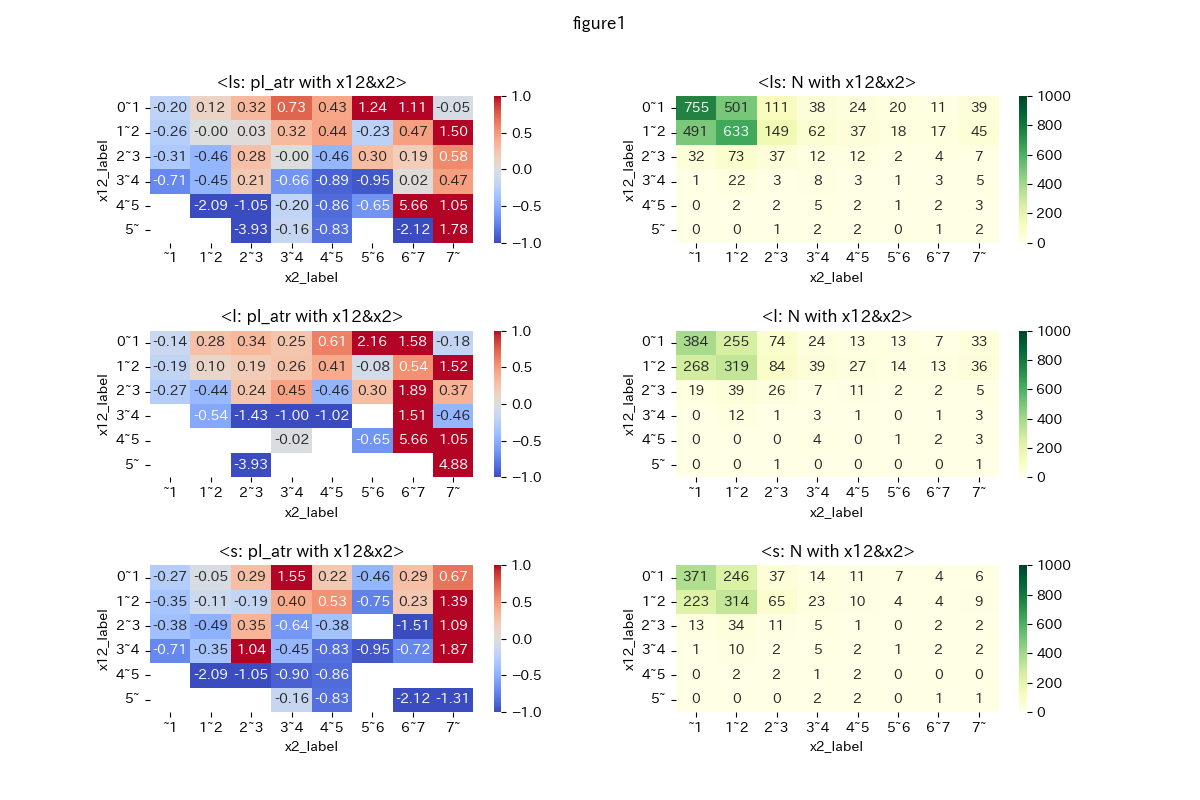 figure1
<ls: pl_atr with x12&x2>
x12_label
0~1 -0.20 0.12 0.32 0.73 0.43 1.24 1.11 -0.05
1~2 -0.26 -0.00 0.03 0.32 0.44 -0.23 0.47 1.50
2~3 -0.31 -0.46 0.28 -0.00 -0.46 0.30 0.19 0.58
3~4 -0.71 -0.45 0.21 -0.66 -0.89 -0.95 0.02 0.47
4~5 -2.09 -1.05 -0.20 -0.86 -0.65 5.66 1.05
5~ -3.93 -0.16 -0.83 -2.12 1.78
~1 1~2 2~3 3~4 4~5 5~6 6~7 7~
x2_label
1.0
0.5
0.0
−0.5
−1.0
<ls: N with x12&x2>
x12_label
0~1 755 501 111 38 24 20 11 39
1~2 491 633 149 62 37 18 17 45
2~3 32 73 37 12 12 2 4 7
3~4 1 22 3 8 3 1 3 5
4~5 0 2 2 5 2 1 2 3
5~ 0 0 1 2 2 0 1 2
~1 1~2 2~3 3~4 4~5 5~6 6~7 7~
x2_label
1000
800
600
400
200
0
<l: pl_atr with x12&x2>
x12_label
0~1 -0.14 0.28 0.34 0.25 0.61 2.16 1.58 -0.18
1~2 -0.19 0.10 0.19 0.26 0.41 -0.08 0.54 1.52
2~3 -0.27 -0.44 0.24 0.45 -0.46 0.30 1.89 0.37
3~4 -0.54 -1.43 -1.00 -1.02 1.51 -0.46
4~5 -0.02 -0.65 5.66 1.05
5~ -3.93 4.88
~1 1~2 2~3 3~4 4~5 5~6 6~7 7~
x2_label
1.0
0.5
0.0
−0.5
−1.0
<l: N with x12&x2>
x12_label
0~1 384 255 74 24 13 13 7 33
1~2 268 319 84 39 27 14 13 36
2~3 19 39 26 7 11 2 2 5
3~4 0 12 1 3 1 0 1 3
4~5 0 0 0 4 0 1 2 3
5~ 0 0 1 0 0 0 0 1
~1 1~2 2~3 3~4 4~5 5~6 6~7 7~
x2_label
1000
800
600
400
200
0
<s: pl_atr with x12&x2>
x12_label
0~1 -0.27 -0.05 0.29 1.55 0.22 -0.46 0.29 0.67
1~2 -0.35 -0.11 -0.19 0.40 0.53 -0.75 0.23 1.39
2~3 -0.38 -0.49 0.35 -0.64 -0.38 -1.51 1.09
3~4 -0.71 -0.35 1.04 -0.45 -0.83 -0.95 -0.72 1.87
4~5 -2.09 -1.05 -0.90 -0.86
5~ -0.16 -0.83 -2.12 -1.31
~1 1~2 2~3 3~4 4~5 5~6 6~7 7~
x2_label
1.0
0.5
0.0
−0.5
−1.0
<s: N with x12&x2>
x12_label
0~1 371 246 37 14 11 7 4 6
1~2 223 314 65 23 10 4 4 9
2~3 13 34 11 5 1 0 2 2
3~4 1 10 2 5 2 1 2 2
4~5 0 2 2 1 2 0 0 0
5~ 0 0 0 2 2 0 1 1
~1 1~2 2~3 3~4 4~5 5~6 6~7 7~
x2_label
1000
800
600
400
200
0